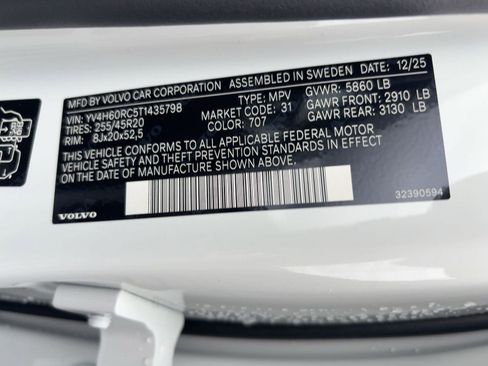 MFD BY VOLVO CAR CORPORATION ASSEMBLED IN SWEDEN 12/25
VIN: YV4H60RC5T1435798 TYPE: MPV GVWR: 5860 LB
TIRES: 255/45R20 MARKET CODE: 31 GAWR FRONT: 2910 LB
RIM: 8Jx20x52,5 COLOR: 707 GAWR REAR: 3130 LB
THIS VEHICLE CONFORMS TO ALL APPLICABLE FEDERAL MOTOR
VEHICLE SAFETY AND THEFT PREVENTION STANDARDS IN EFFECT
ON THE DATE OF MANUFACTURE SHOWN ABOVE.
VOLVO
32390594